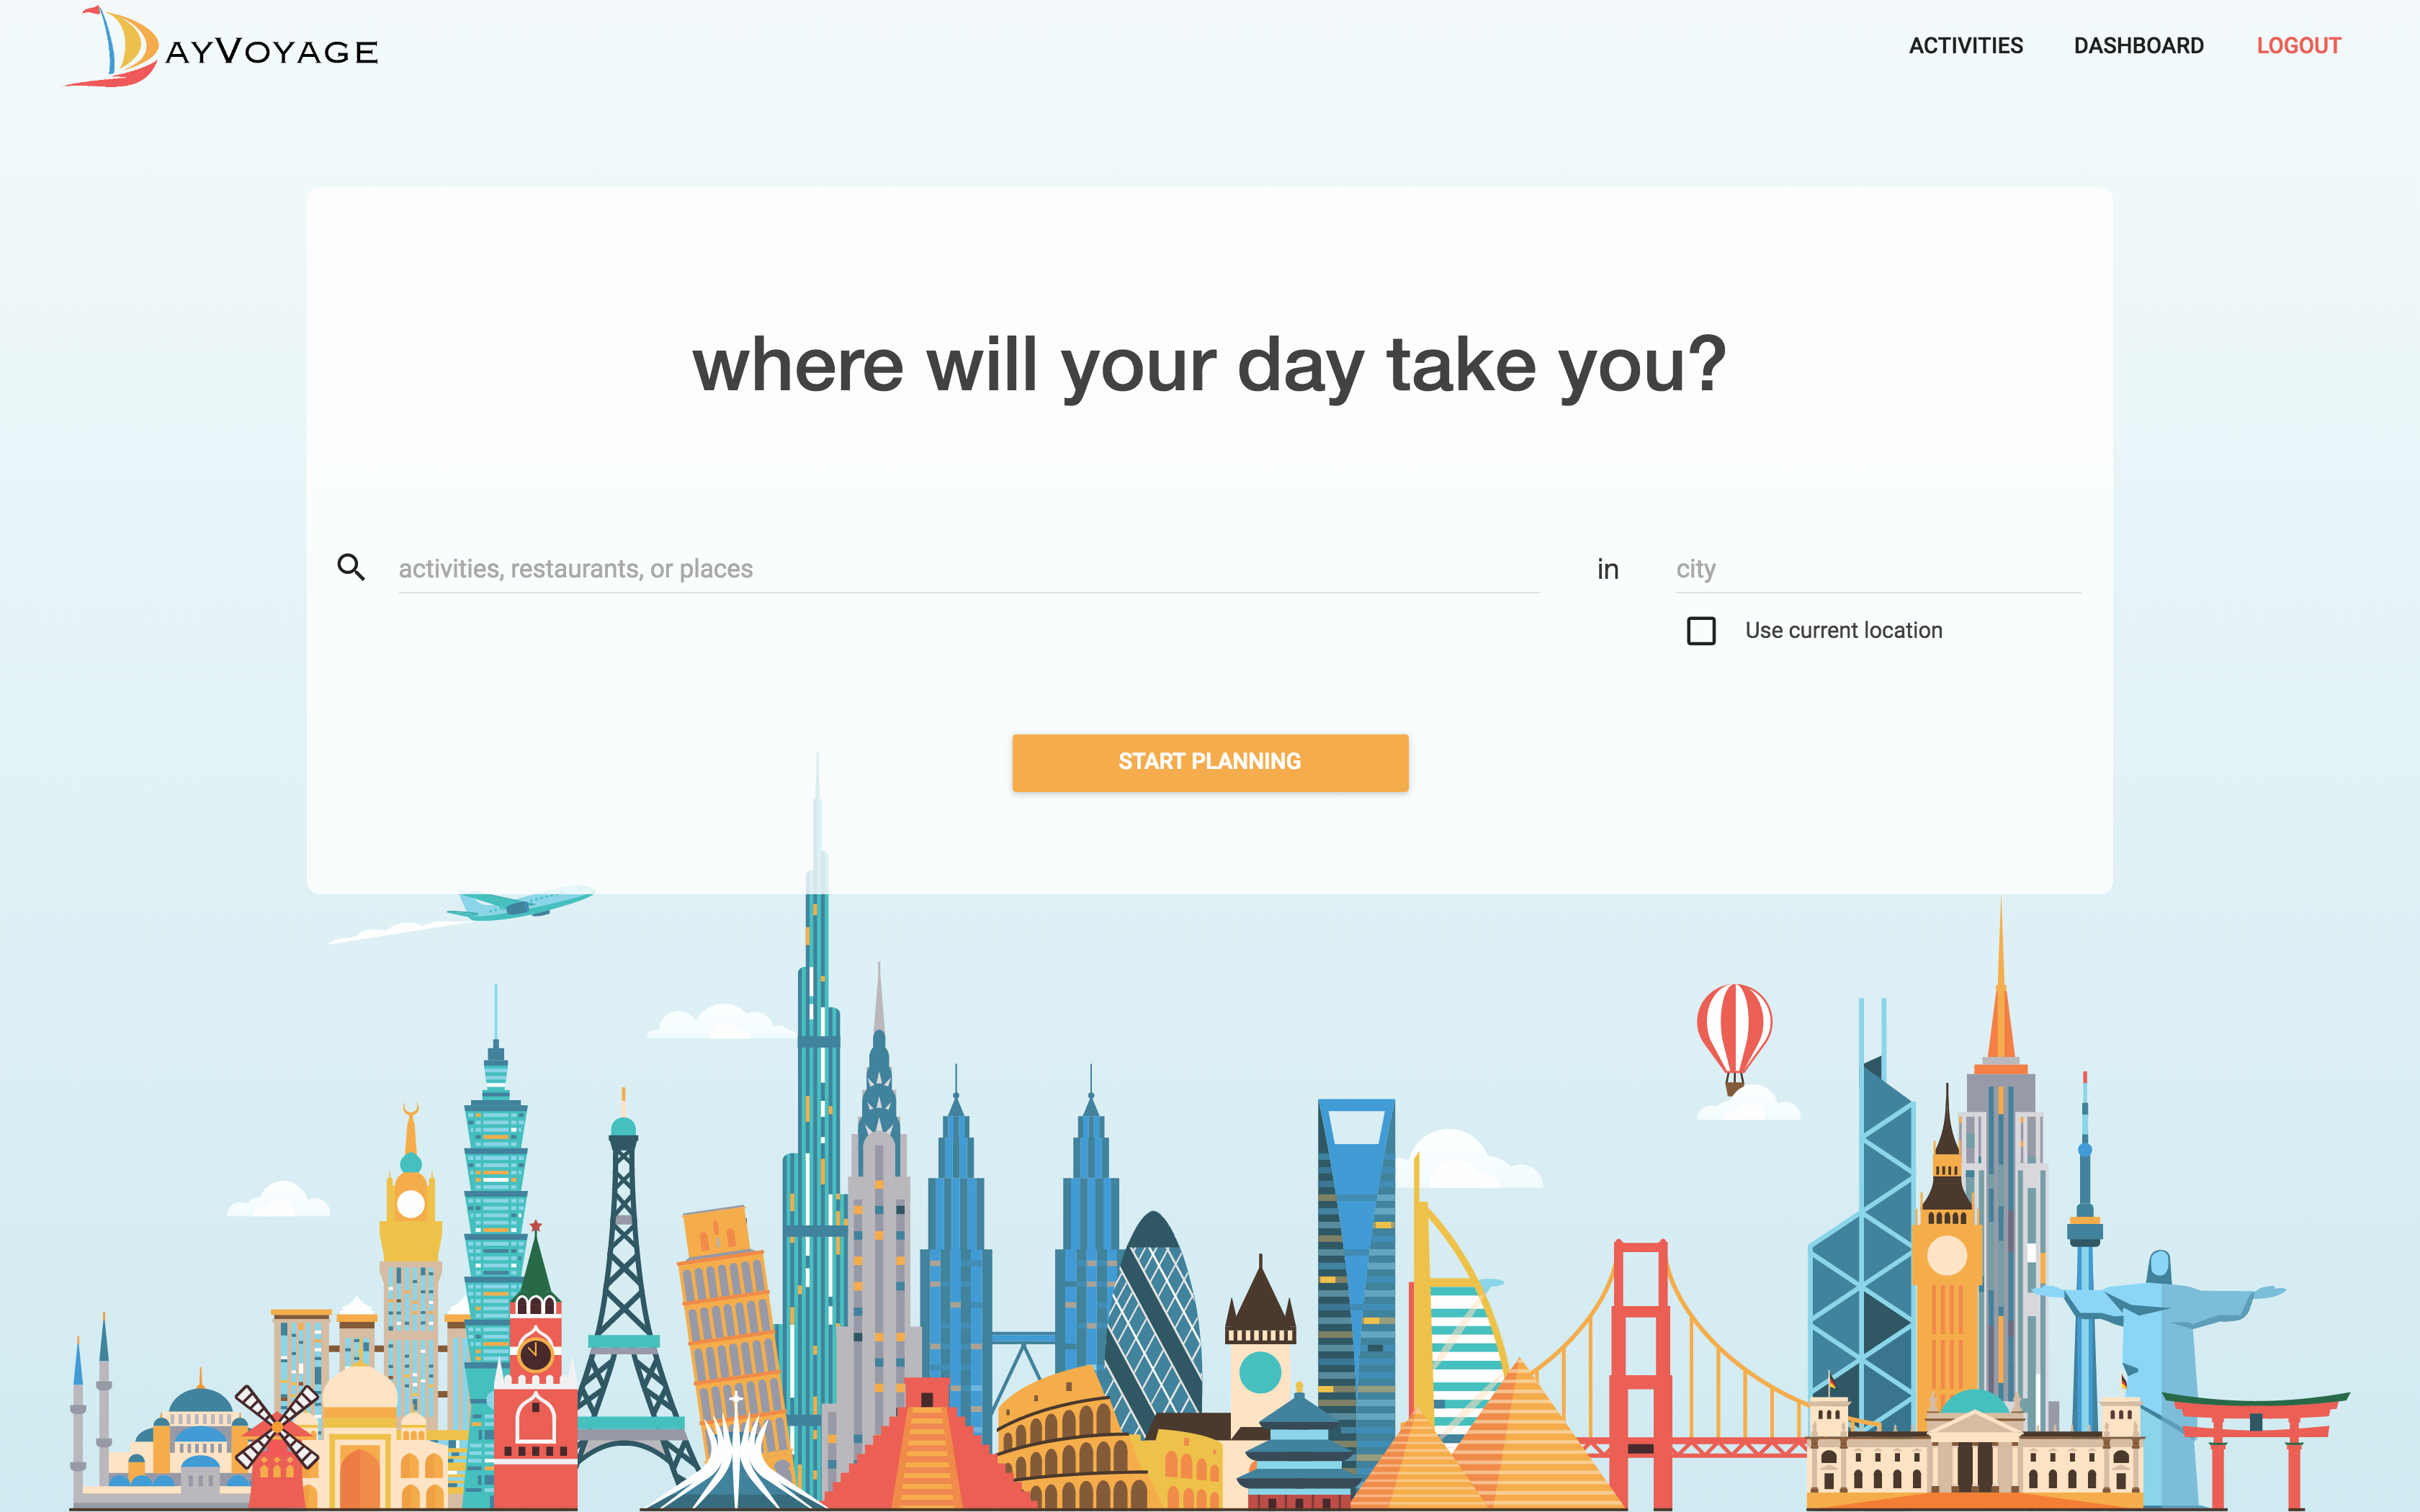 DAYVOYAGE
ACTIVITIES DASHBOARD LOGOUT
where will your day take you?
activities, restaurants, or places in city
Use current location
START PLANNING